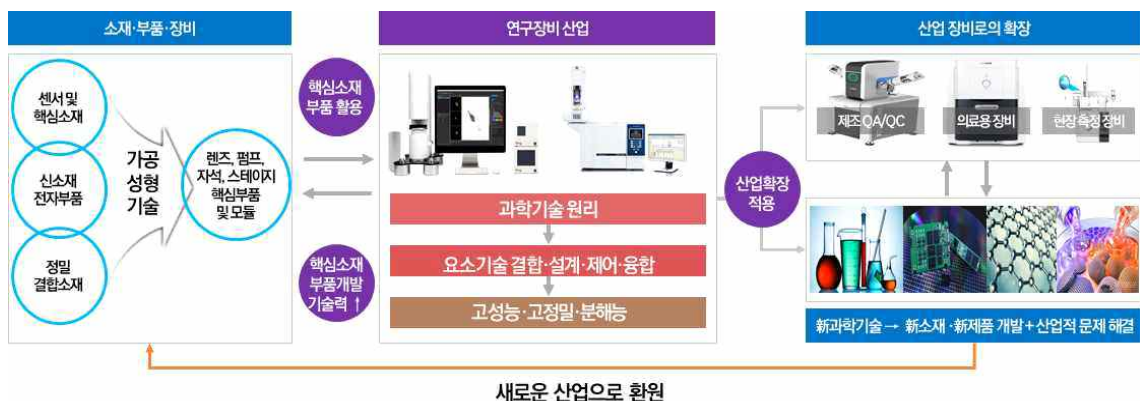 소재·부품·장비
센서 및
핵심소재
신소재
전자부품
정밀
결합소재
가공
성형
기술
렌즈, 펌프,
자석, 스테이지
핵심부품
및 모듈
핵심소재
부품 활용
핵심소재
부품개발
기술력 ↑
연구장비 산업
과학기술 원리
요소기술 결합·설계·제어·융합
고성능·고정밀·분해능
산업확장
적용
산업 장비로의 확장
제조 QA/QC
의료용 장비
현장 측정 장비
新과학기술 → 新소재·新제품 개발 + 산업적 문제 해결
새로운 산업으로 환원